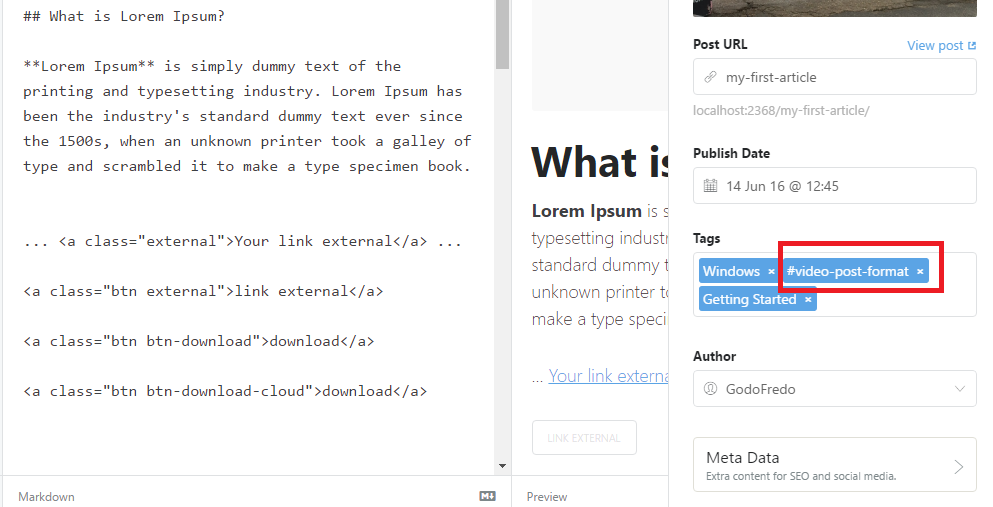 ## What is Lorem Ipsum?
**Lorem Ipsum** is simply dummy text of the
printing and typesetting industry. Lorem Ipsum has
been the industry's standard dummy text ever since
the 1500s, when an unknown printer took a galley of
type and scrambled it to make a type specimen book.
... <a class="external">Your link external</a> ...
<a class="btn external">link external</a>
<a class="btn btn-download">download</a>
<a class="btn btn-download-cloud">download</a>
Markdown
M
What is
Lorem Ipsum is s
typesetting industr
standard dummy t
unknown printer to
make a type speci
... Your link externa
LINK EXTERNAL
Preview
Post URL
View post
my-first-article
localhost:2368/my-first-article/
Publish Date
14 Jun 16 @ 12:45
Tags
Windows × #video-post-format ×
Getting Started ×
Author
GodoFredo
Meta Data
Extra content for SEO and social media.